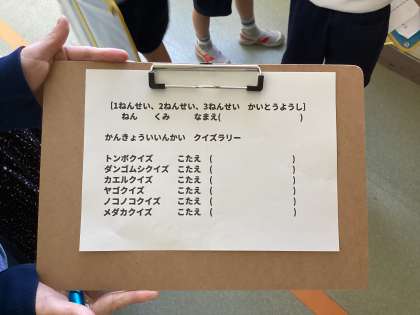 ［1ねんせい、2ねんせい、3ねんせい　かいとうようし］
ねん　くみ　なまえ(　　　　　　　　)
かんきょういいんかい　クイズラリー
トンボクイズ　こたえ　(　　　　　　　　)
ダンゴムシクイズ　こたえ　(　　　　　　　　)
カエルクイズ　こたえ　(　　　　　　　　)
ヤゴクイズ　こたえ　(　　　　　　　　)
ノコノコクイズ　こたえ　(　　　　　　　　)
メダカクイズ　こたえ　(　　　　　　　　)